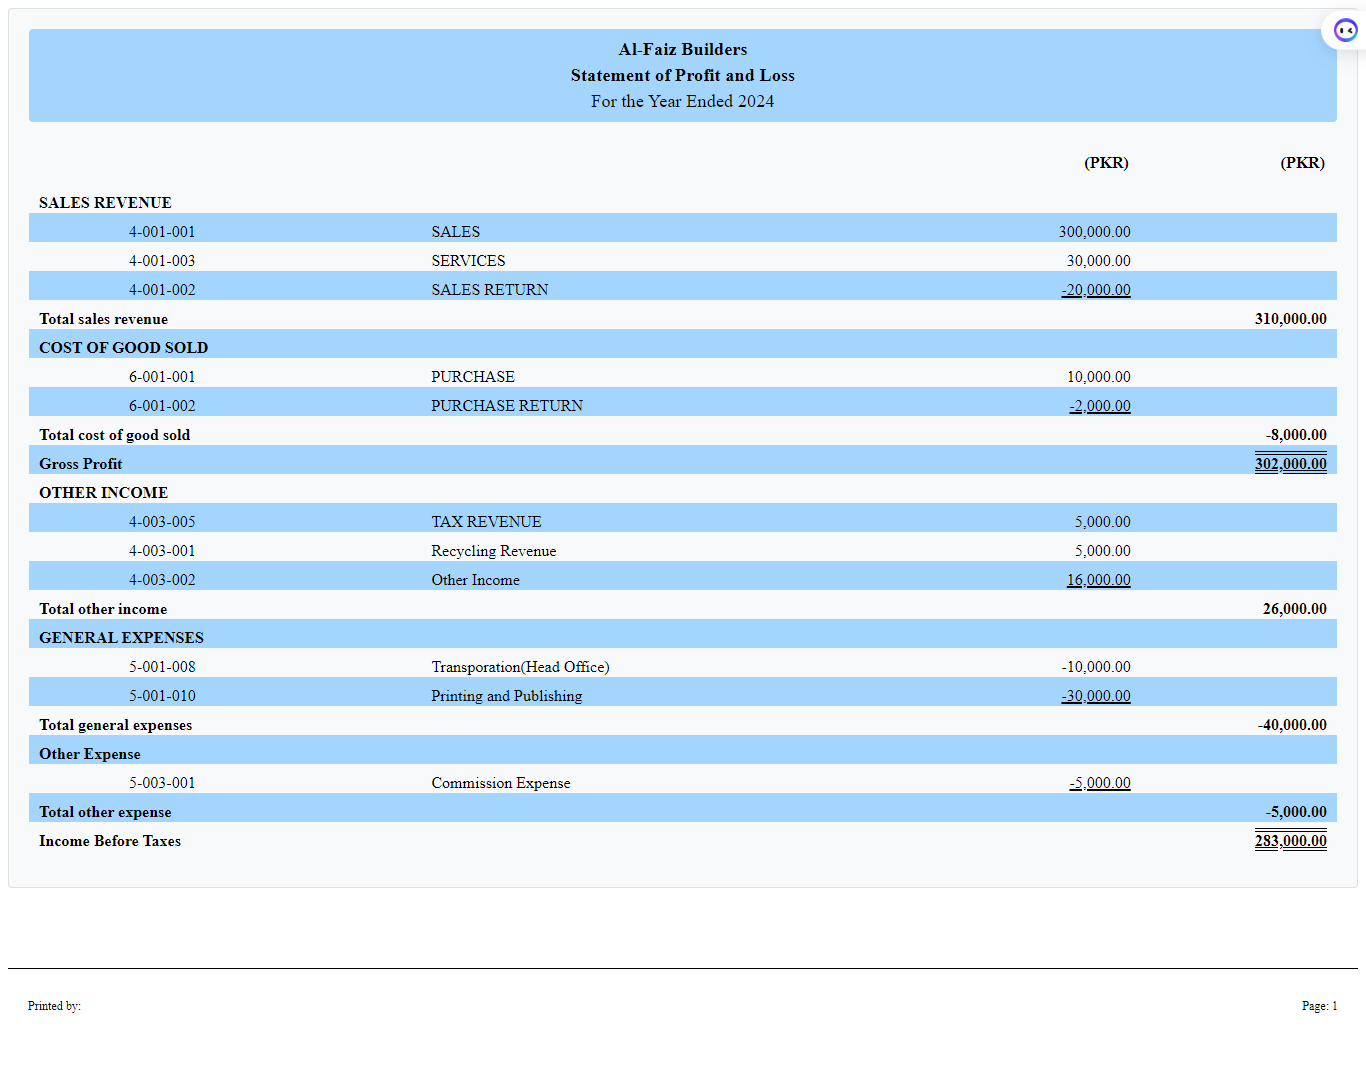 Al-Faiz Builders
Statement of Profit and Loss
For the Year Ended 2024
(PKR) (PKR)
SALES REVENUE
4-001-001 SALES 300,000.00
4-001-003 SERVICES 30,000.00
4-001-002 SALES RETURN -20,000.00
Total sales revenue 310,000.00
COST OF GOOD SOLD
6-001-001 PURCHASE 10,000.00
6-001-002 PURCHASE RETURN -2,000.00
Total cost of good sold -8,000.00
Gross Profit 302,000.00
OTHER INCOME
4-003-005 TAX REVENUE 5,000.00
4-003-001 Recycling Revenue 5,000.00
4-003-002 Other Income 16,000.00
Total other income 26,000.00
GENERAL EXPENSES
5-001-008 Transporation(Head Office) -10,000.00
5-001-010 Printing and Publishing -30,000.00
Total general expenses -40,000.00
Other Expense
5-003-001 Commission Expense -5,000.00
Total other expense -5,000.00
Income Before Taxes 283,000.00
Printed by: Page: 1